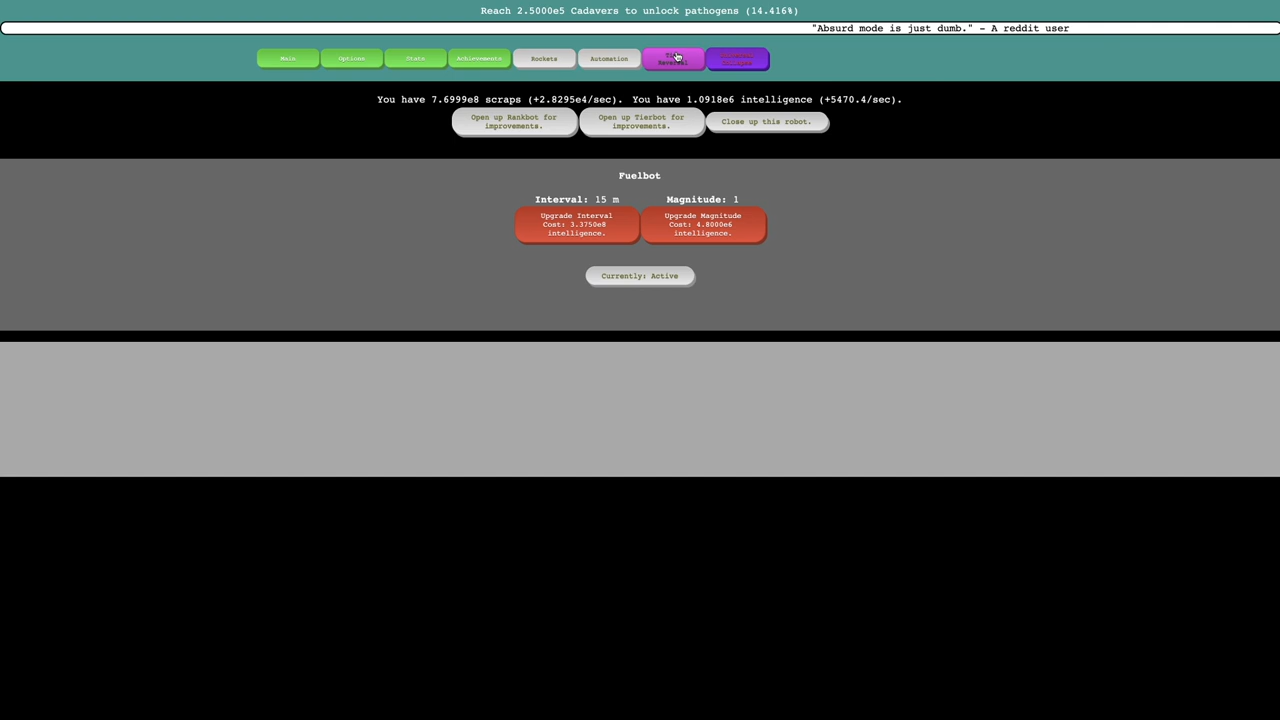 Reach 2.5000e5 Cadavers to unlock pathogens (14.416%)
"Absurd mode is just dumb." - A reddit user
Main Options Stats Achievements Rockets Automation
You have 7.6999e8 scraps (+2.8295e4/sec). You have 1.0918e6 intelligence (+5470.4/sec).
Open up Rankbot for
improvements.
Open up Tierbot for
improvements.
Close up this robot.
Fuelbot
Interval: 15 m Magnitude: 1
Upgrade Interval
Cost: 3.3750e8
intelligence.
Upgrade Magnitude
Cost: 4.8000e6
intelligence.
Currently: Active